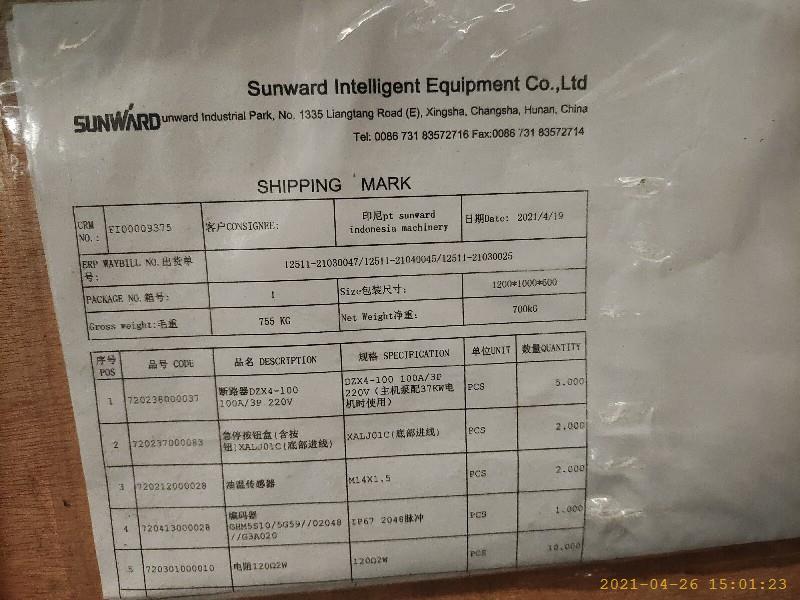 Sunward Intelligent Equipment Co.,Ltd
SUNWARD unward Industrial Park, No. 1335 Liangtang Road (E), Xingsha, Changsha, Hunan, China
Tel: 0086 731 83572716 Fax:0086 731 83572714
SHIPPING MARK
CRM NO.: FI00009375 客户CONSIGNEE: 印尼pt sunward indonesia machinery 日期Date: 2021/4/19
ERP WAYBILL NO.出货单号: 12511-21030047/12511-21040045/12511-21030025
PACKAGE NO.箱号: 1 Size包装尺寸: 1200*1000*600
Gross weight:毛重 755 KG Net Weight净重: 700kG
序号 POS 品号 CODE 品名 DESCRIPTION 规格 SPECIFICATION 单位UNIT 数量QUANTITY
1 720238000037 断路器DZX4-100 100A/3P 220V DZX4-100 100A/3P 220V（主机泵配37KW电机时使用） PCS 5.000
2 720237000083 急停按钮盒(含按钮)XALJ01C(底部进线) XALJ01C(底部进线) PCS 2.000
3 720212000028 油温传感器 M14X1.5 PCS 2.000
4 720413000028 编码器 GHM5S10/5G59//02048//G3A020 IP67 2048脉冲 PCS 1.000
5 720301000010 电阻120Ω2W 120Ω2W PCS 10.000
2021-04-26 15:01:23